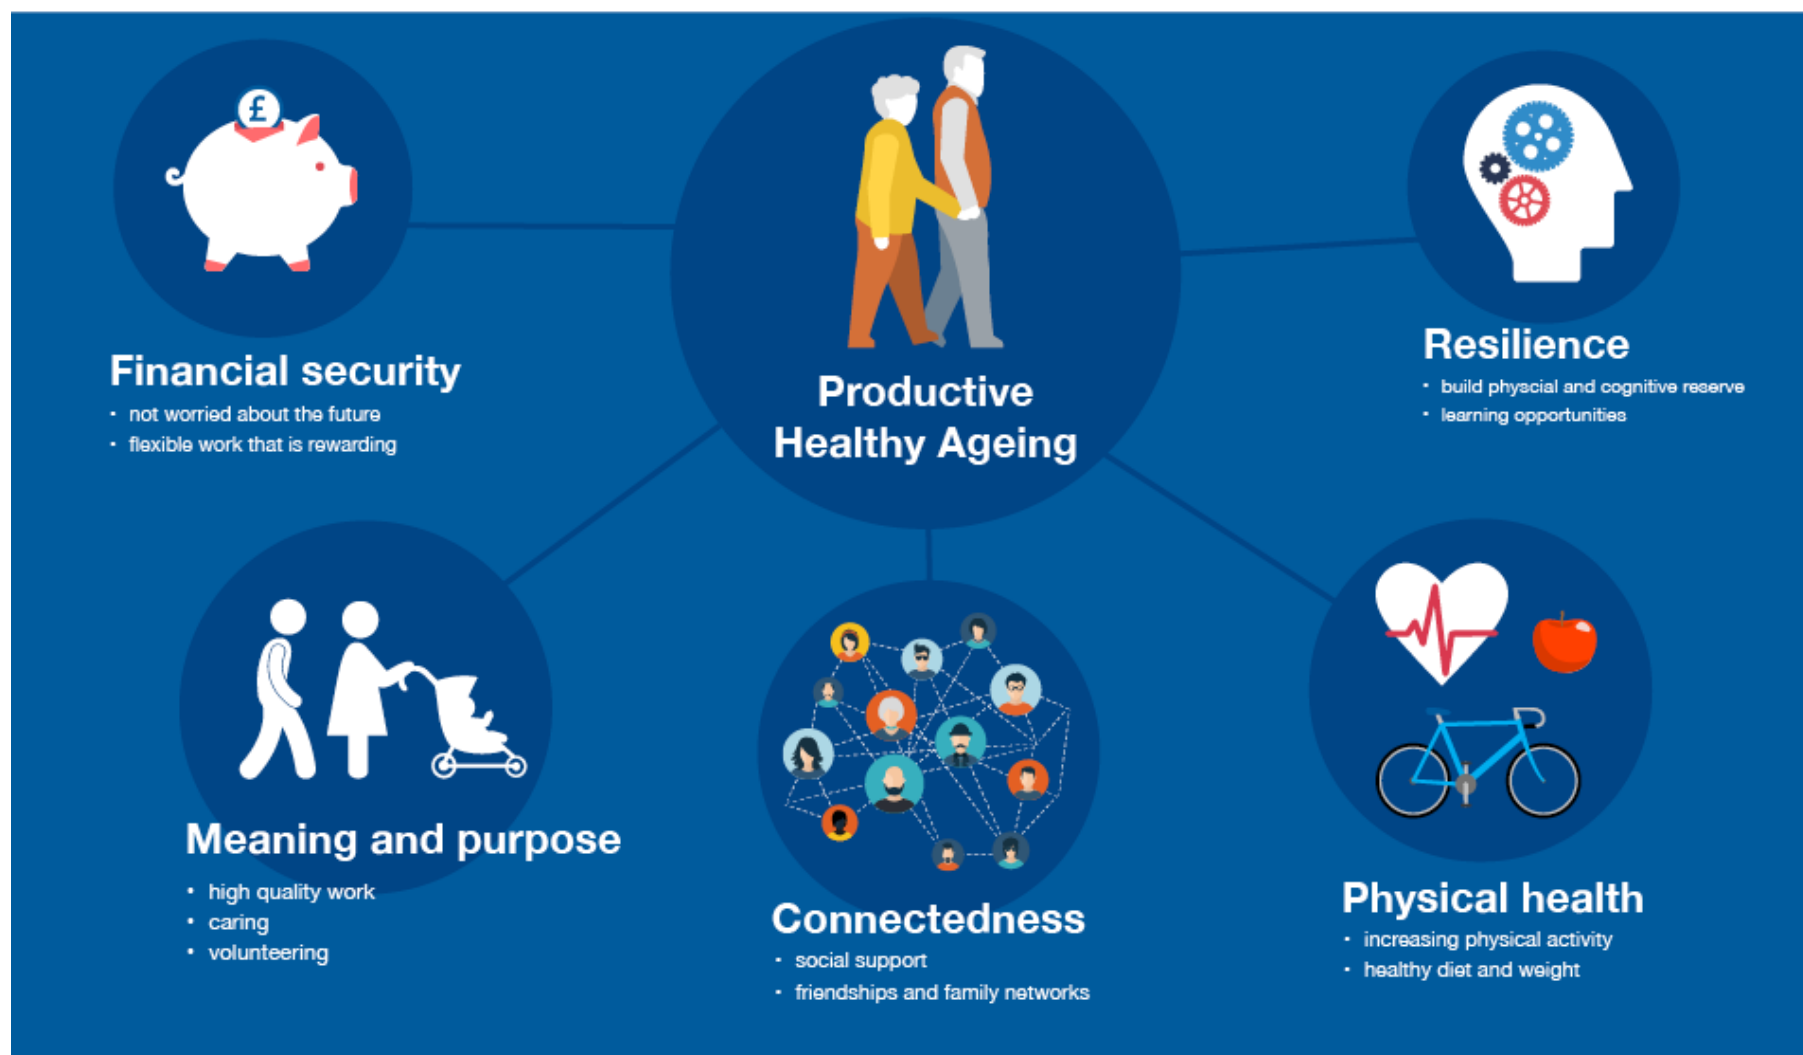 £
Productive
Healthy Ageing
Financial security
• not worried about the future
• flexible work that is rewarding
Resilience
• build physcial and cognitive reserve
• learning opportunities
Meaning and purpose
• high quality work
• caring
• volunteering
Connectedness
• social support
• friendships and family networks
Physical health
• increasing physical activity
• healthy diet and weight